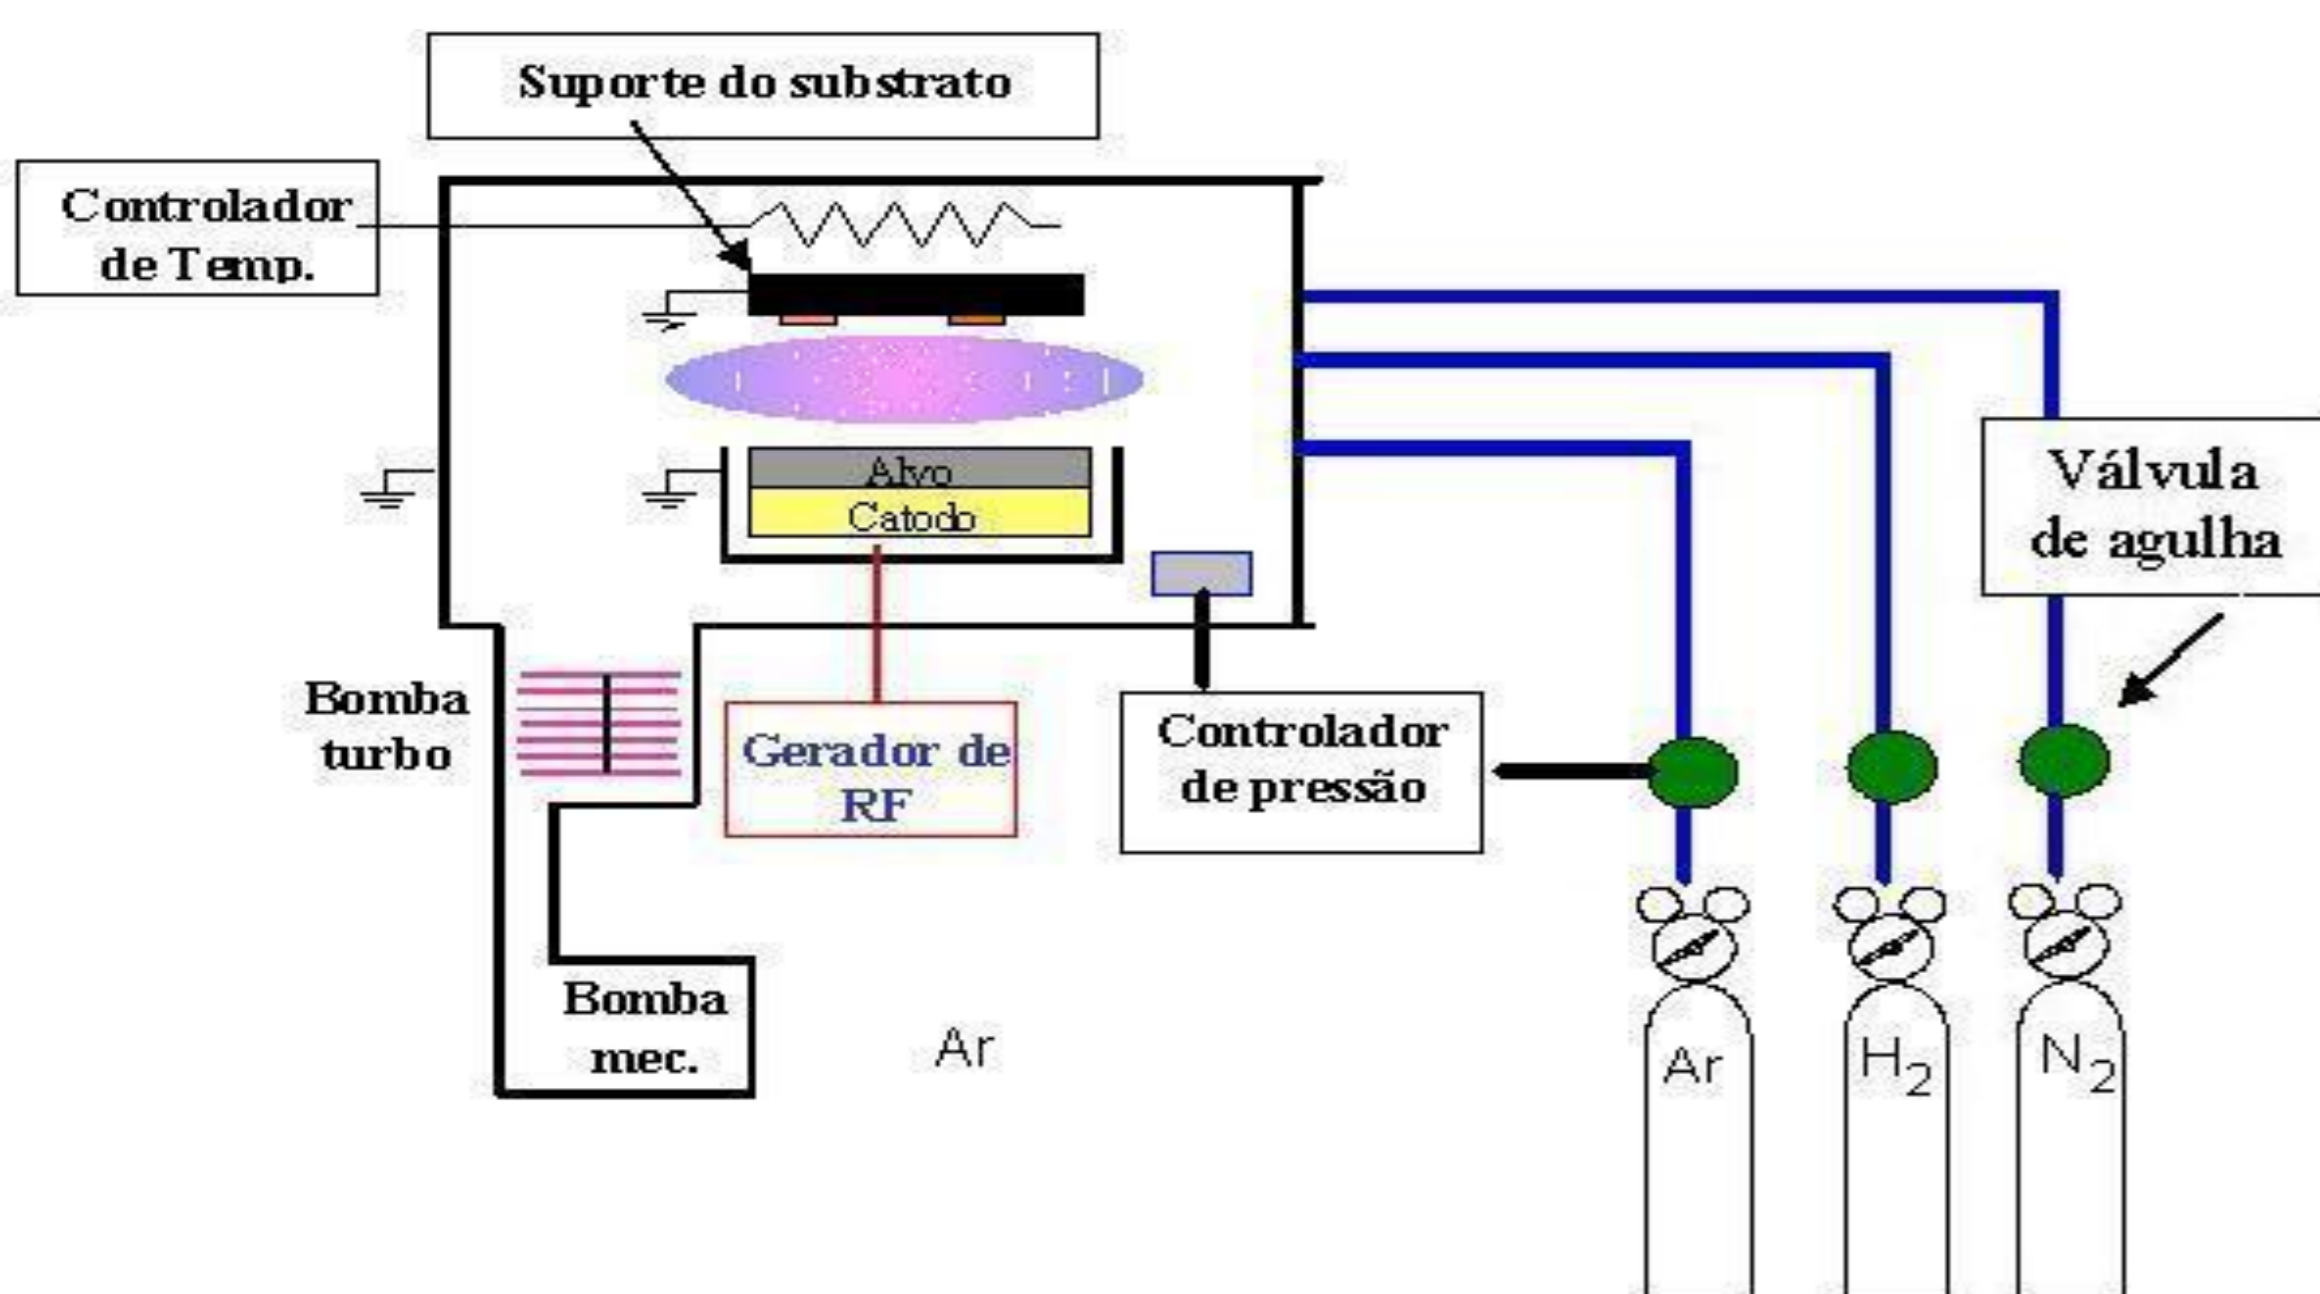 Suporte do substrato
Controlador
de Temp.
Alvo
Catodo
Válvula
de agulha
Bomba
turbo
Gerador de
RF
Controlador
de pressão
Bomba
mec.
Ar
Ar
H₂
N₂